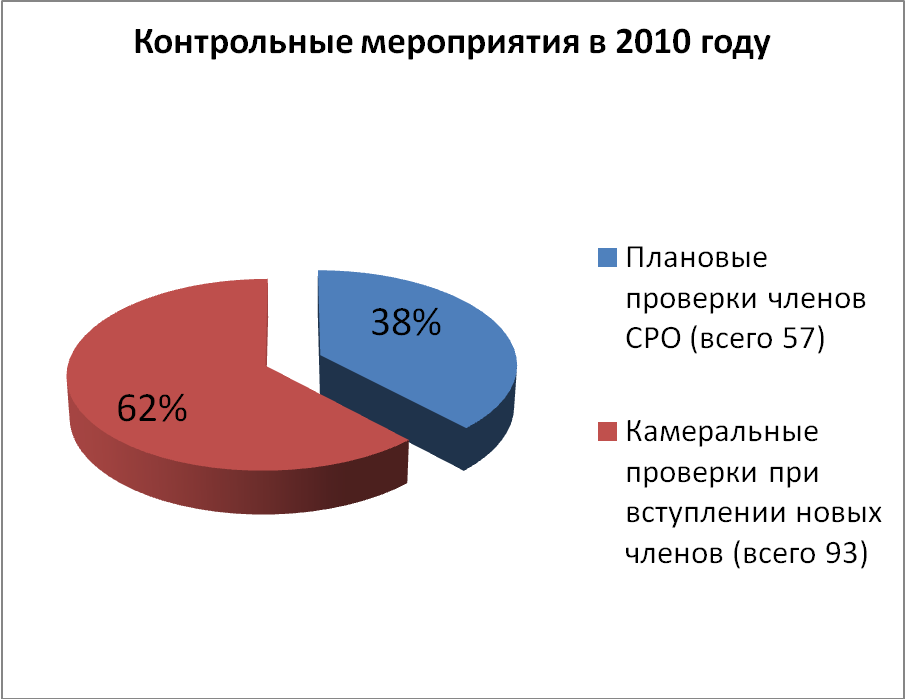 Контрольные мероприятия в 2010 году
38%
62%
Плановые
проверки членов
СРО (всего 57)
Камеральные
проверки при
вступлении новых
членов (всего 93)